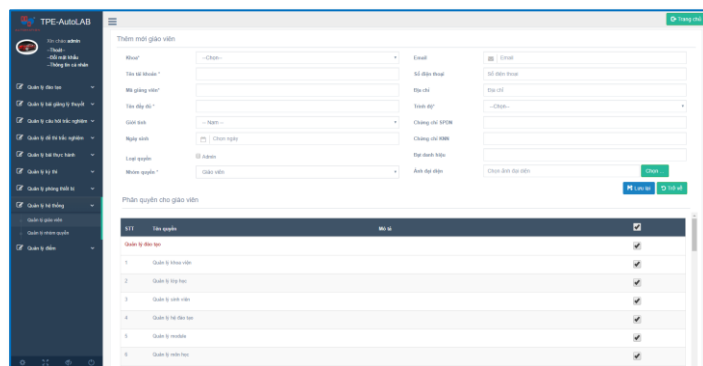 TPE-AutoLAB
Trang chủ
Xin chào admin
--Thoát--
--Đổi mật khẩu
--Thông tin cá nhân
Quản lý đào tạo
Quản lý bài giảng lý thuyết
Quản lý câu hỏi trắc nghiệm
Quản lý đề thi trắc nghiệm
Quản lý bài thực hành
Quản lý kỳ thi
Quản lý phòng thiết bị
Quản lý hệ thống
Quản lý giáo viên
Quản lý nhóm quyền
Quản lý điểm
Thêm mới giáo viên
Khoa* --Chọn--
Tên tài khoản *
Mã giảng viên*
Tên đầy đủ *
Giới tính -- Nam --
Ngày sinh Chọn ngày
Loại quyền Admin
Nhóm quyền * Giáo viên
Email Email
Số điện thoại Số điện thoại
Địa chỉ Địa chỉ
Trình độ* --Chọn--
Chứng chỉ SPDN
Chứng chỉ KNN
Đạt danh hiệu
Ảnh đại diện Chọn ảnh đại diện Chọn ...
Lưu lại Trở về
Phân quyền cho giáo viên
STT Tên quyền Mô tả
Quản lý đào tạo
1 Quản lý khoa viện
2 Quản lý lớp học
3 Quản lý sinh viên
4 Quản lý hệ đào tạo
5 Quản lý module
6 Quản lý môn học